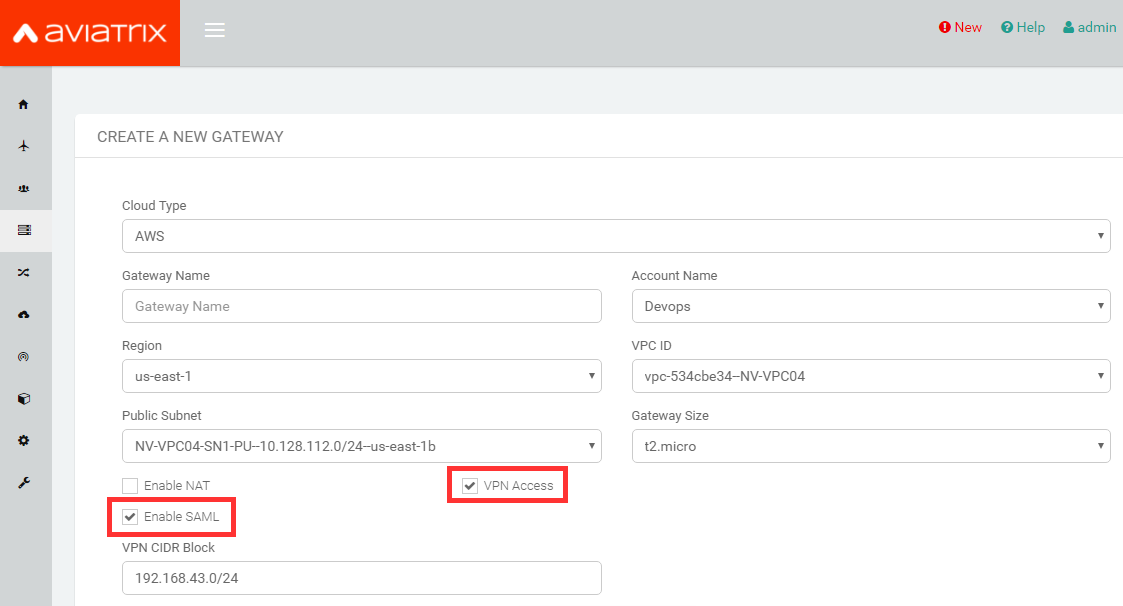 aviatrix
New Help admin
CREATE A NEW GATEWAY
Cloud Type
AWS
Gateway Name Account Name
Gateway Name Devops
Region VPC ID
us-east-1 vpc-534cbe34--NV-VPC04
Public Subnet Gateway Size
NV-VPC04-SN1-PU--10.128.112.0/24--us-east-1b t2.micro
Enable NAT VPN Access
Enable SAML
VPN CIDR Block
192.168.43.0/24